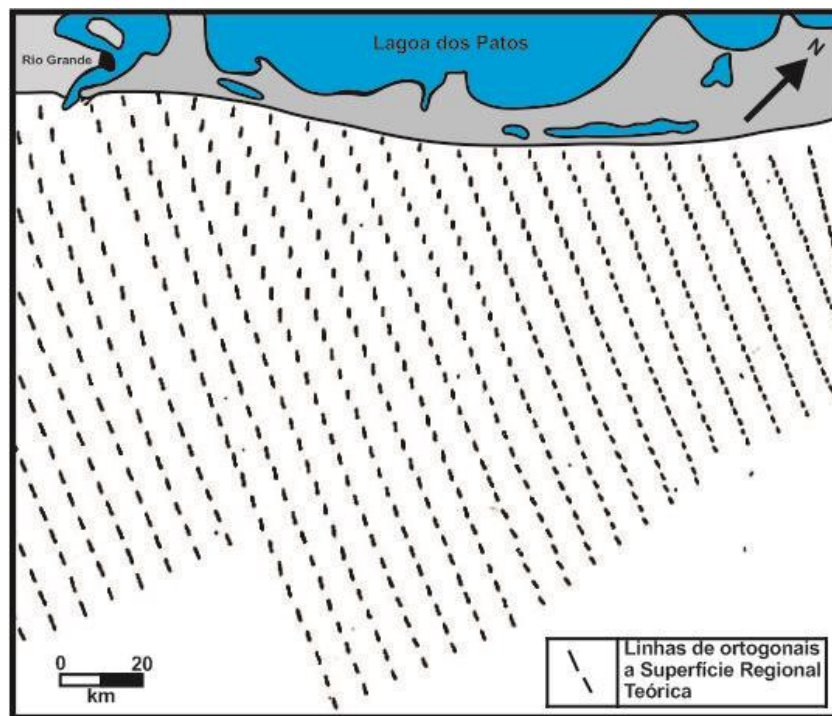 Lagoa dos Patos
Rio Grande
N
0 20
km
Linhas de ortogonais
a Superfície Regional
Teórica